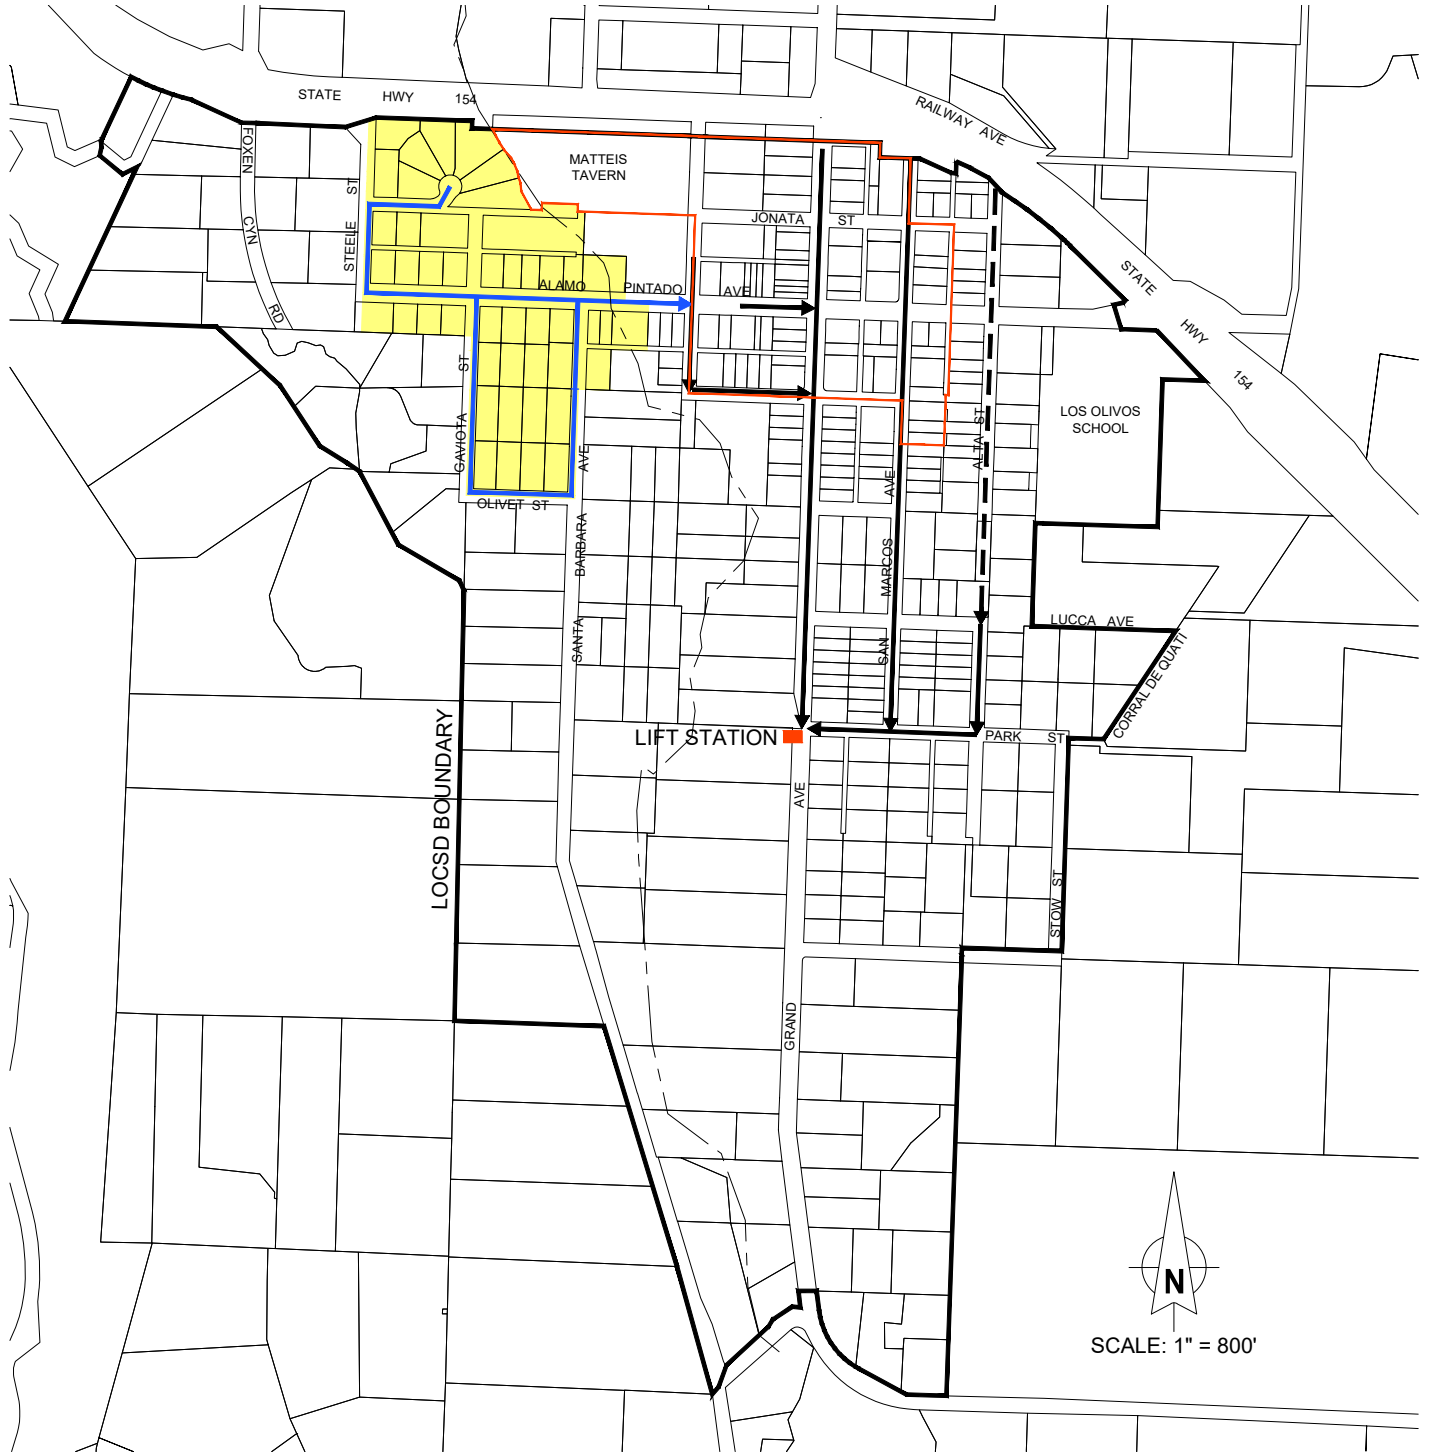 STATE HWY 154
RAILWAY AVE
FOXEN CYN RD
STEELE ST
MATTEIS
TAVERN
JONATA ST
STATE HWY 154
ALAMO PINTADO AVE
GAVIOTA ST
OLIVET ST
SANTA BARBARA AVE
SAN MARCOS AVE
ALTA ST
LOS OLIVOS
SCHOOL
LUCCA AVE
CORRAL DE QUATI
LIFT STATION
PARK ST
LOCSD BOUNDARY
GRAND AVE
STOW ST
N
SCALE: 1" = 800'